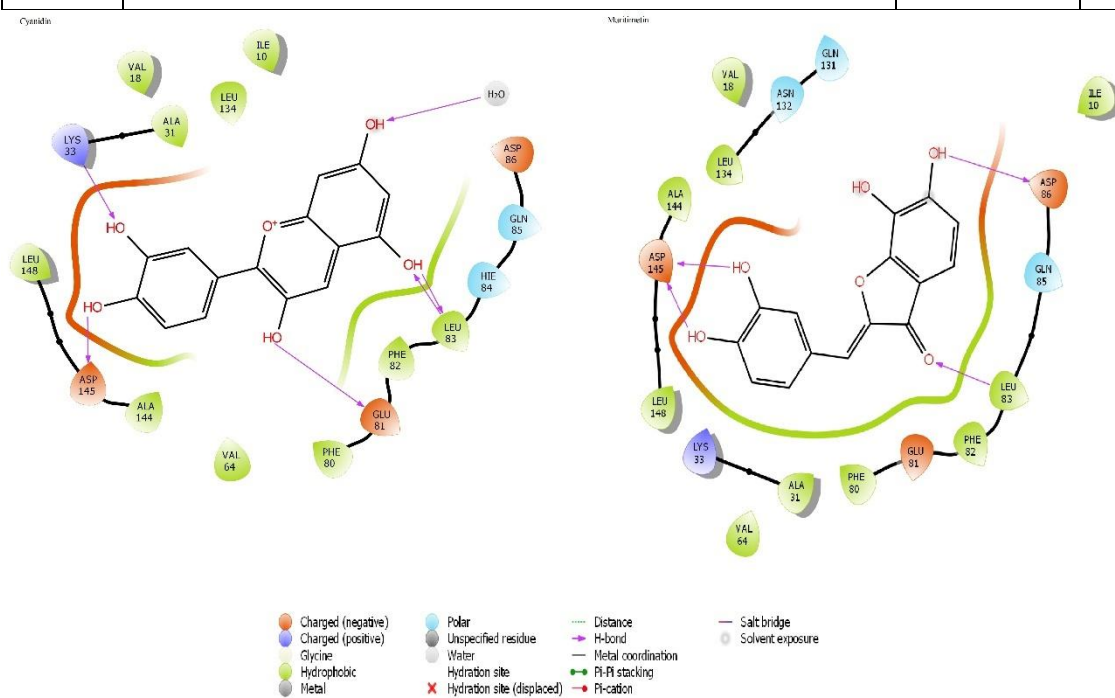 Cyanidin
Maritimetin
ILE
10
VAL
18
LEU
134
ALA
31
LYS
33
H₂O
OH
ASP
86
GLN
85
HIE
84
O⁺
HO
LEU
148
HO
OH
LEU
83
HO
PHE
82
ASP
145
ALA
144
GLU
81
PHE
80
VAL
64
GLN
131
VAL
18
ASN
132
ILE
10
LEU
134
OH
HO
ASP
86
ALA
144
ASP
145
HO
GLN
85
O
HO
O
LEU
83
LEU
148
LYS
33
PHE
82
GLU
81
PHE
80
ALA
31
VAL
64
Charged (negative)
Charged (positive)
Glycine
Hydrophobic
Metal
Polar
Unspecified residue
Water
Hydration site
Hydration site (displaced)
Distance
H-bond
Metal coordination
Pi-Pi stacking
Pi-cation
Salt bridge
Solvent exposure